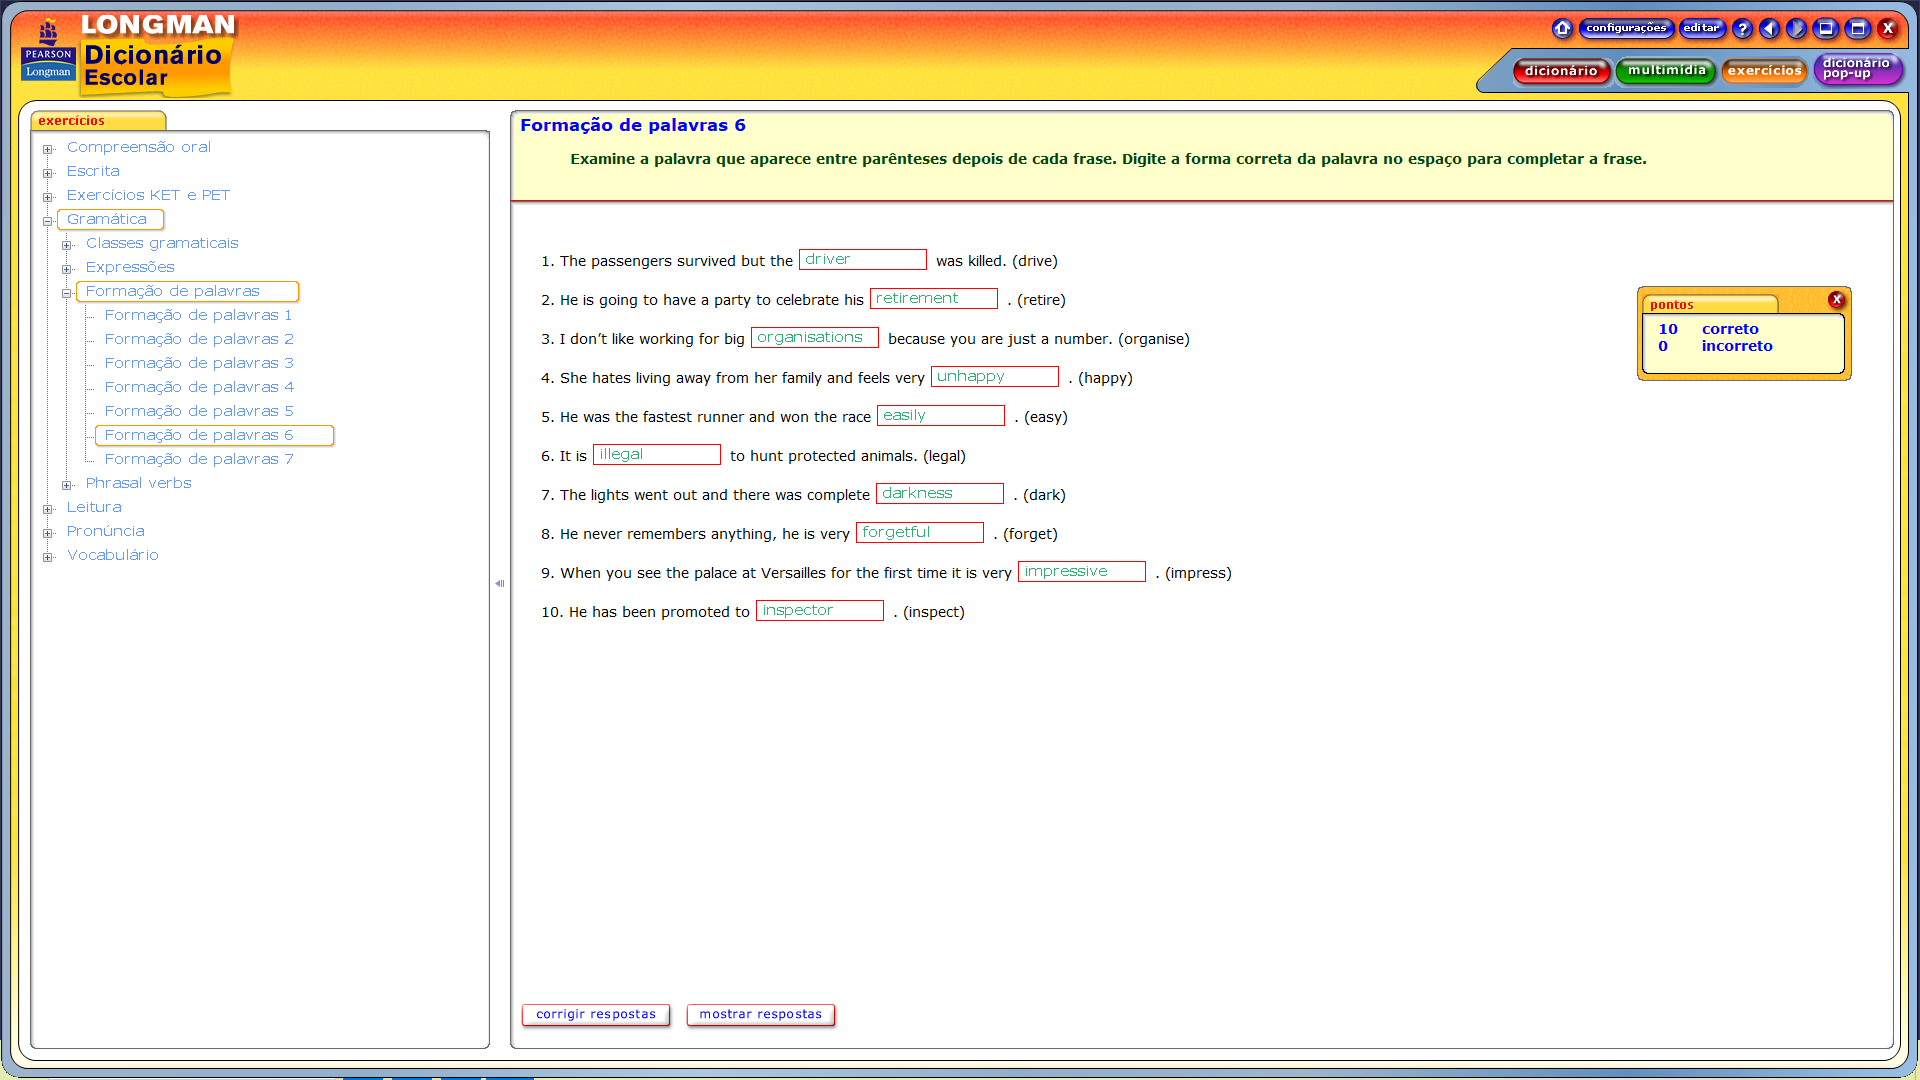 LONGMAN
Dicionário
Escolar
PEARSON
Longman
configurações editar ?
dicionário multimídia exercícios dicionário pop-up
exercícios
Compreensão oral
Escrita
Exercícios KET e PET
Gramática
Classes gramaticais
Expressões
Formação de palavras
Formação de palavras 1
Formação de palavras 2
Formação de palavras 3
Formação de palavras 4
Formação de palavras 5
Formação de palavras 6
Formação de palavras 7
Phrasal verbs
Leitura
Pronúncia
Vocabulário
Formação de palavras 6
Examine a palavra que aparece entre parênteses depois de cada frase. Digite a forma correta da palavra no espaço para completar a frase.
1. The passengers survived but the driver was killed. (drive)
2. He is going to have a party to celebrate his retirement . (retire)
3. I don’t like working for big organisations because you are just a number. (organise)
4. She hates living away from her family and feels very unhappy . (happy)
5. He was the fastest runner and won the race easily . (easy)
6. It is illegal to hunt protected animals. (legal)
7. The lights went out and there was complete darkness . (dark)
8. He never remembers anything, he is very forgetful . (forget)
9. When you see the palace at Versailles for the first time it is very impressive . (impress)
10. He has been promoted to inspector . (inspect)
pontos
10 correto
0 incorreto
corrigir respostas mostrar respostas